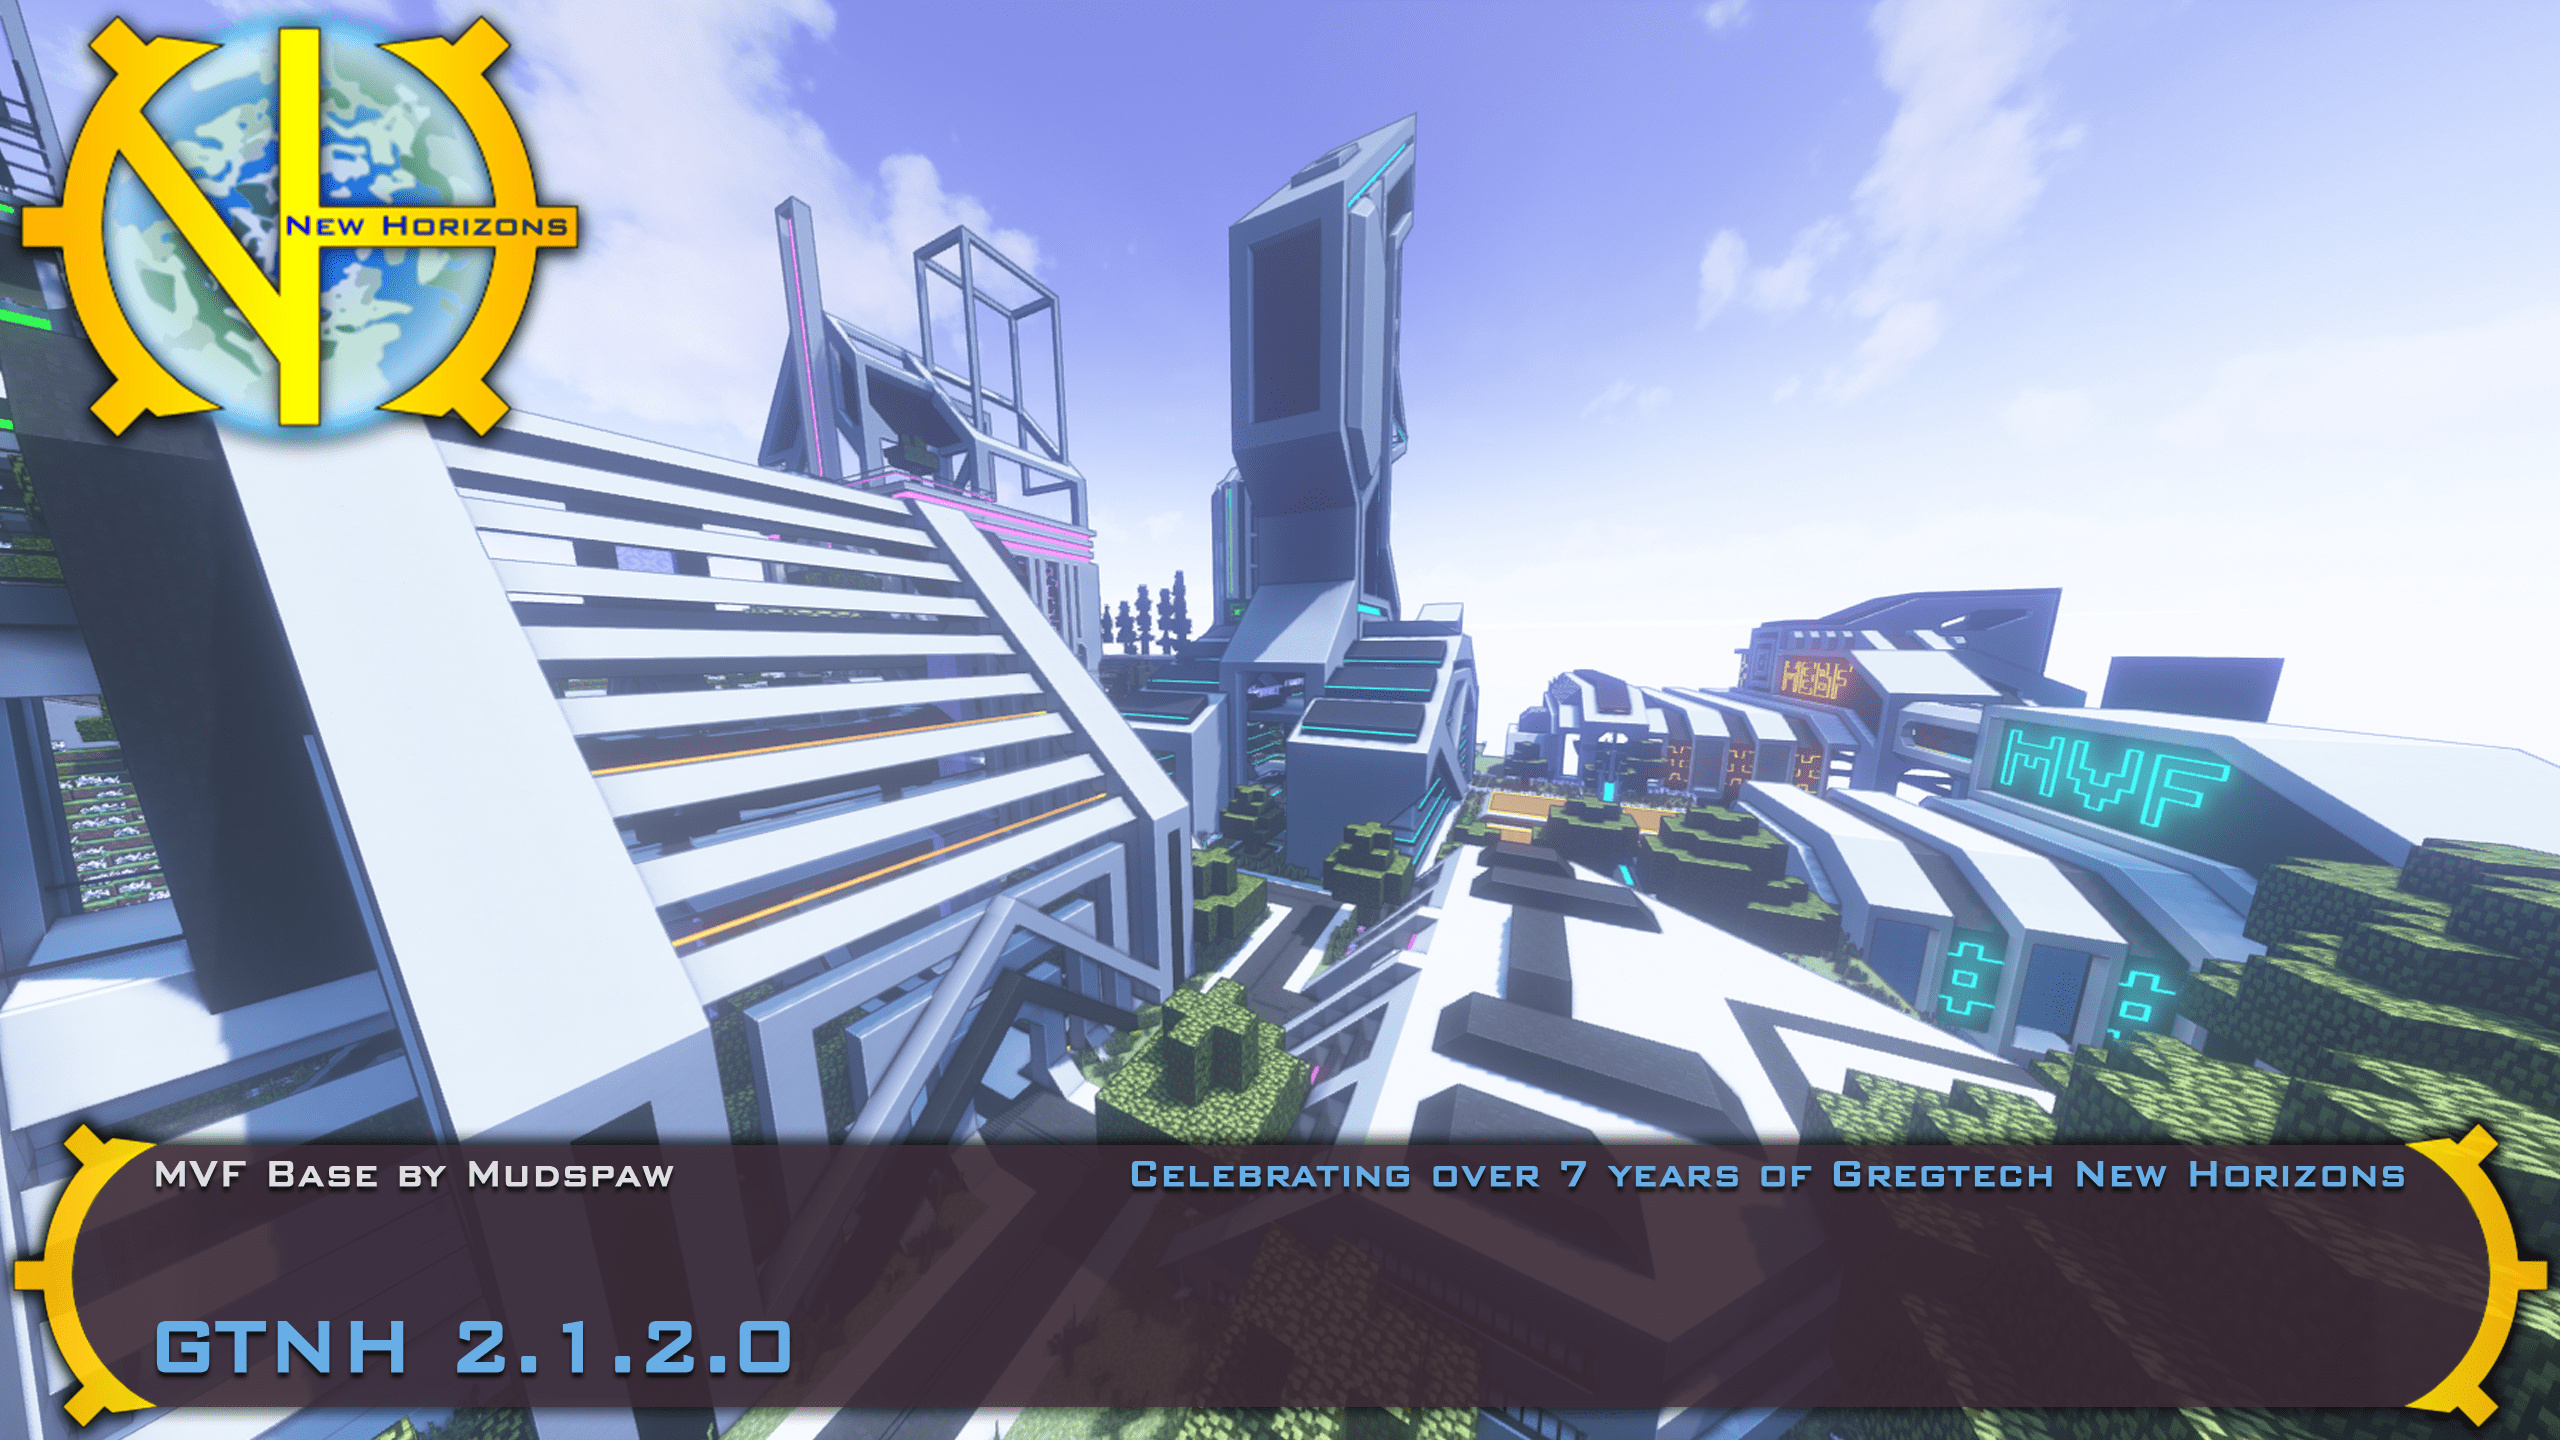 New Horizons
MEBF
MVF
MVF Base by Mudspaw
Celebrating over 7 years of Gregtech New Horizons
GTNH 2.1.2.0